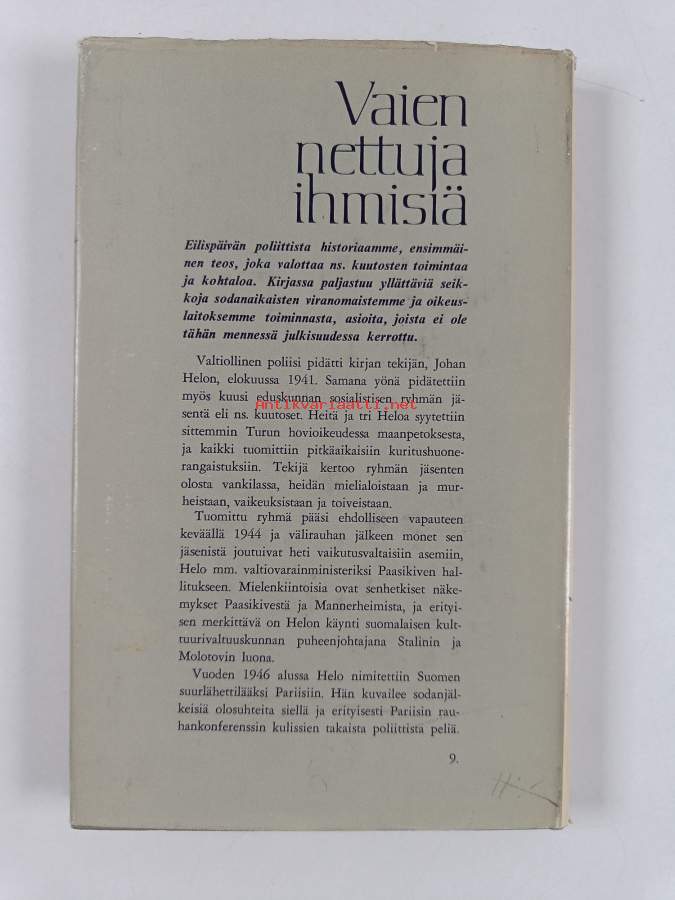 Vaien
nettuja
ihmisiä
Eilispäivän poliittista historiaamme, ensimmäi-
nen teos, joka valottaa ns. kuutosten toimintaa
ja kohtaloa. Kirjassa paljastuu yllättäviä seik-
koja sodanaikaisten viranomaistemme ja oikeus-
laitoksemme toiminnasta, asioita, joista ei ole
tähän mennessä julkisuudessa kerrottu.
Valtiollinen poliisi pidätti kirjan tekijän, Johan
Helon, elokuussa 1941. Samana yönä pidätettiin
myös kuusi eduskunnan sosialistisen ryhmän jä-
Antikvariaatti.net
sentä eli ns. kuutoset. Heitä ja tri Heloa syytettiin
sittemmin Turun hovioikeudessa maanpetoksesta,
ja kaikki tuomittiin pitkäaikaisiin kuritushuone-
rangaistuksiin. Tekijä kertoo ryhmän jäsenten
olosta vankilassa, heidän mielialoistaan ja mur-
heistaan, vaikeuksistaan ja toiveistaan.
Tuomittu ryhmä pääsi ehdolliseen vapauteen
keväällä 1944 ja välirauhan jälkeen monet sen
jäsenistä joutuivat heti vaikutusvaltaisiin asemiin,
Helo mm. valtiovarainministeriksi Paasikiven hal-
litukseen. Mielenkiintoisia ovat senhetkiset näke-
mykset Paasikivestä ja Mannerheimista, ja erityi-
sen merkittävä on Helon käynti suomalaisen kult-
tuurivaltuuskunnan puheenjohtajana Stalinin ja
Molotovin luona.
Vuoden 1946 alussa Helo nimitettiin Suomen
suurlähettilääksi Pariisiin. Hän kuvailee sodanjäl-
keisiä olosuhteita siellä ja erityisesti Pariisin rau-
hankonferenssin kulissien takaista poliittista peliä.
9.